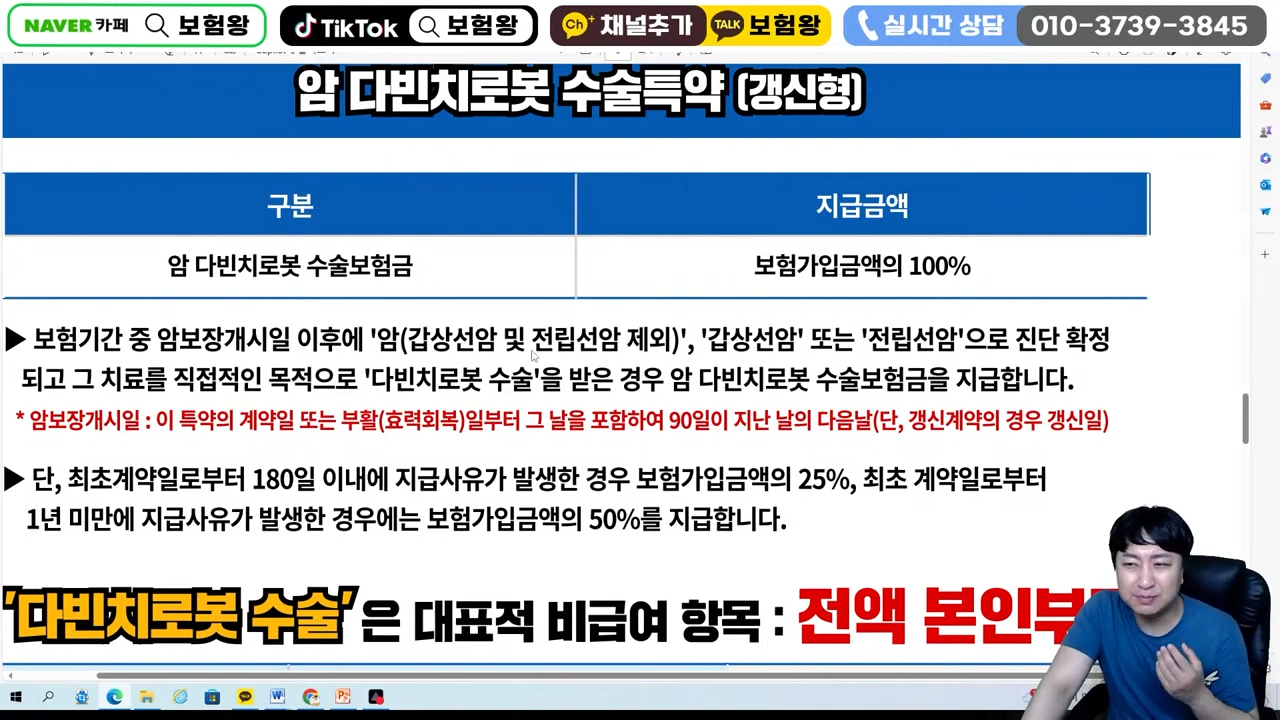 NAVER 카페 보험왕 TikTok 보험왕 Ch+ 채널추가 TALK 보험왕 실시간 상담 010-3739-3845
암 다빈치로봇 수술특약 (갱신형)
구분 지급금액
암 다빈치로봇 수술보험금 보험가입금액의 100%
▶ 보험기간 중 암보장개시일 이후에 '암(갑상선암 및 전립선암 제외)', '갑상선암' 또는 '전립선암'으로 진단 확정
되고 그 치료를 직접적인 목적으로 '다빈치로봇 수술'을 받은 경우 암 다빈치로봇 수술보험금을 지급합니다.
* 암보장개시일 : 이 특약의 계약일 또는 부활(효력회복)일부터 그 날을 포함하여 90일이 지난 날의 다음날(단, 갱신계약의 경우 갱신일)
▶ 단, 최초계약일로부터 180일 이내에 지급사유가 발생한 경우 보험가입금액의 25%, 최초 계약일로부터
1년 미만에 지급사유가 발생한 경우에는 보험가입금액의 50%를 지급합니다.
'다빈치로봇 수술'은 대표적 비급여 항목 : 전액 본인부